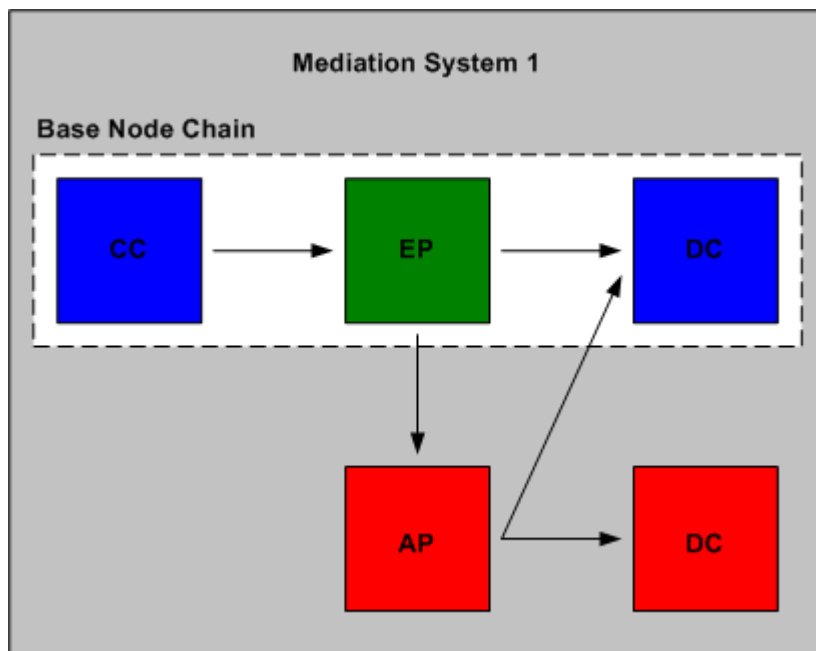 Mediation System 1
Base Node Chain
CC
EP
DC
AP
DC